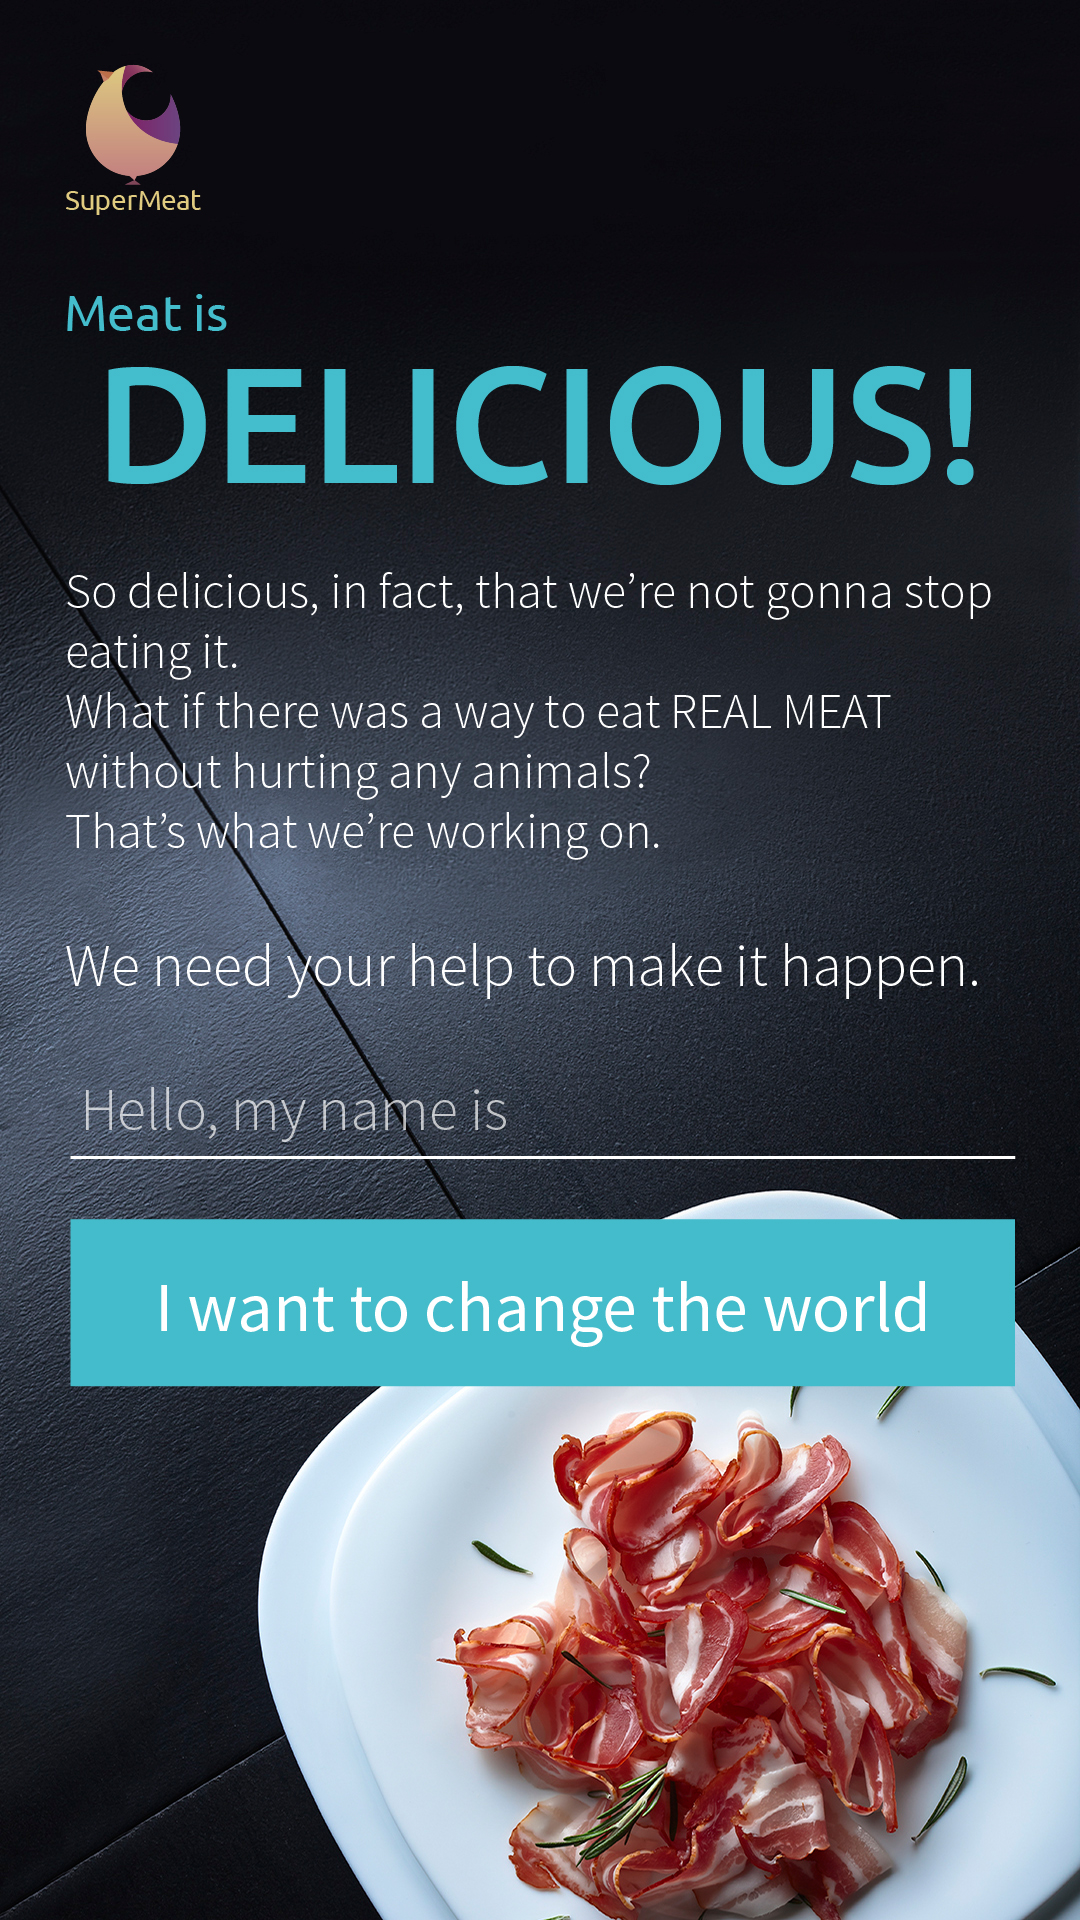 SuperMeat
Meat is
DELICIOUS!
So delicious, in fact, that we’re not gonna stop
eating it.
What if there was a way to eat REAL MEAT
without hurting any animals?
That’s what we’re working on.
We need your help to make it happen.
Hello, my name is
I want to change the world